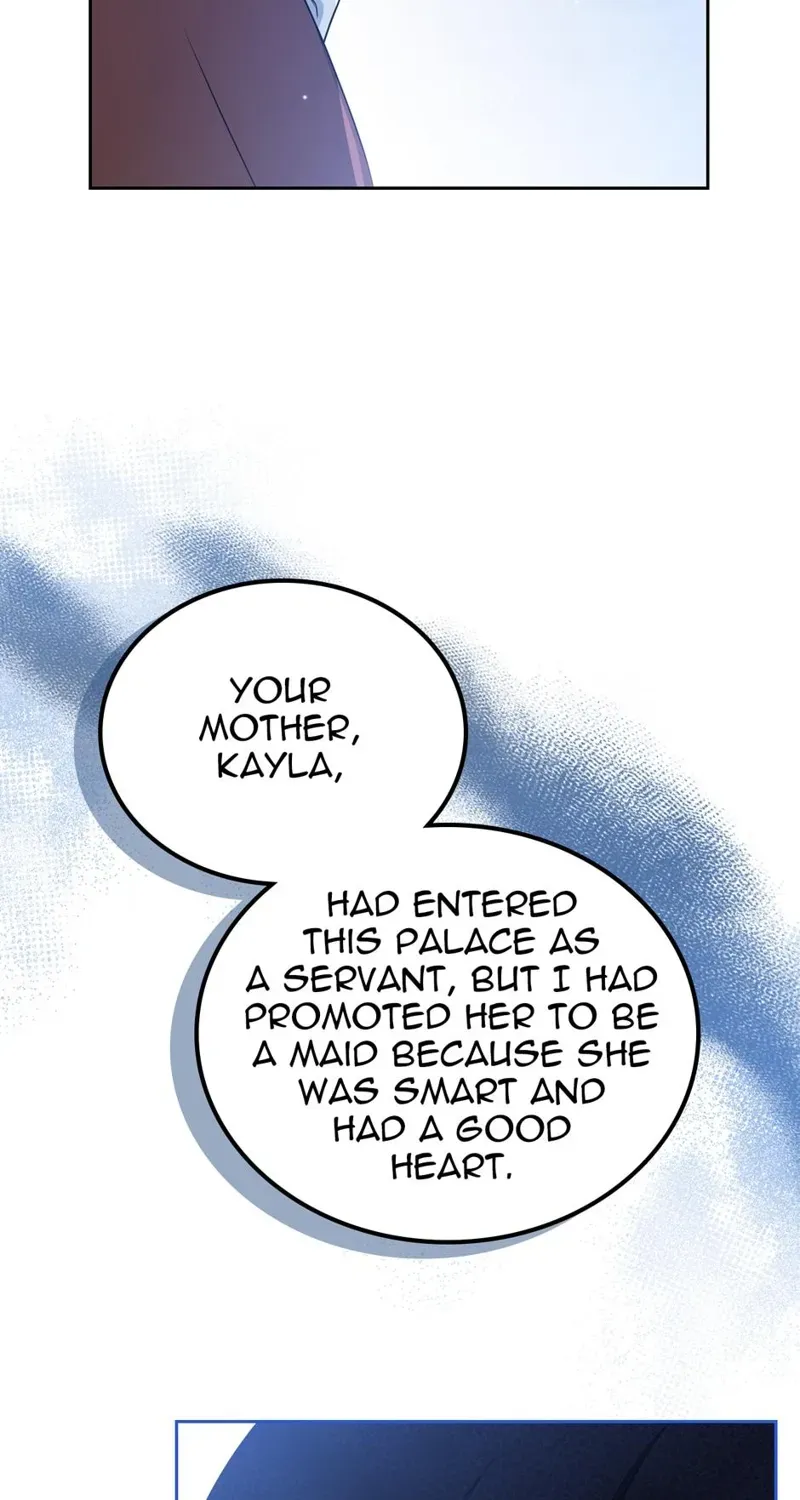 YOUR
MOTHER,
KAYLA,
HAD ENTERED
THIS PALACE AS
A SERVANT, BUT I HAD
PROMOTED HER TO BE
A MAID BECAUSE SHE
WAS SMART AND
HAD A GOOD
HEART.